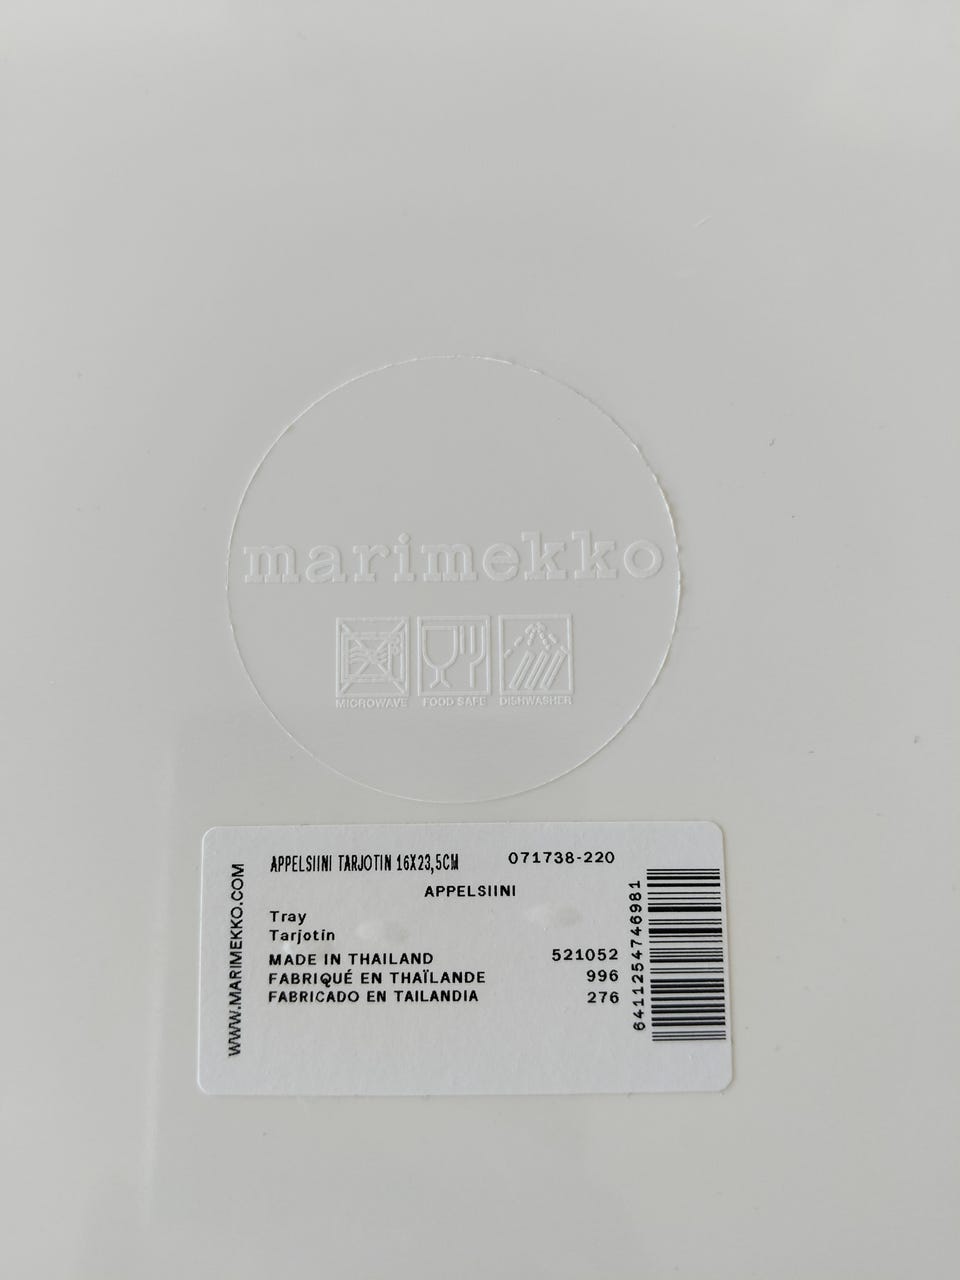 marimekko
MICROWAVE FOOD SAFE DISHWASHER
WWW.MARIMEKKO.COM
APPELSIINI TARJOTIN 16X23,5CM 071738-220
APPELSIINI
Tray
Tarjotin
MADE IN THAILAND 521052
FABRIQUÉ EN THAÏLANDE 996
FABRICADO EN TAILANDIA 276
6411254746981